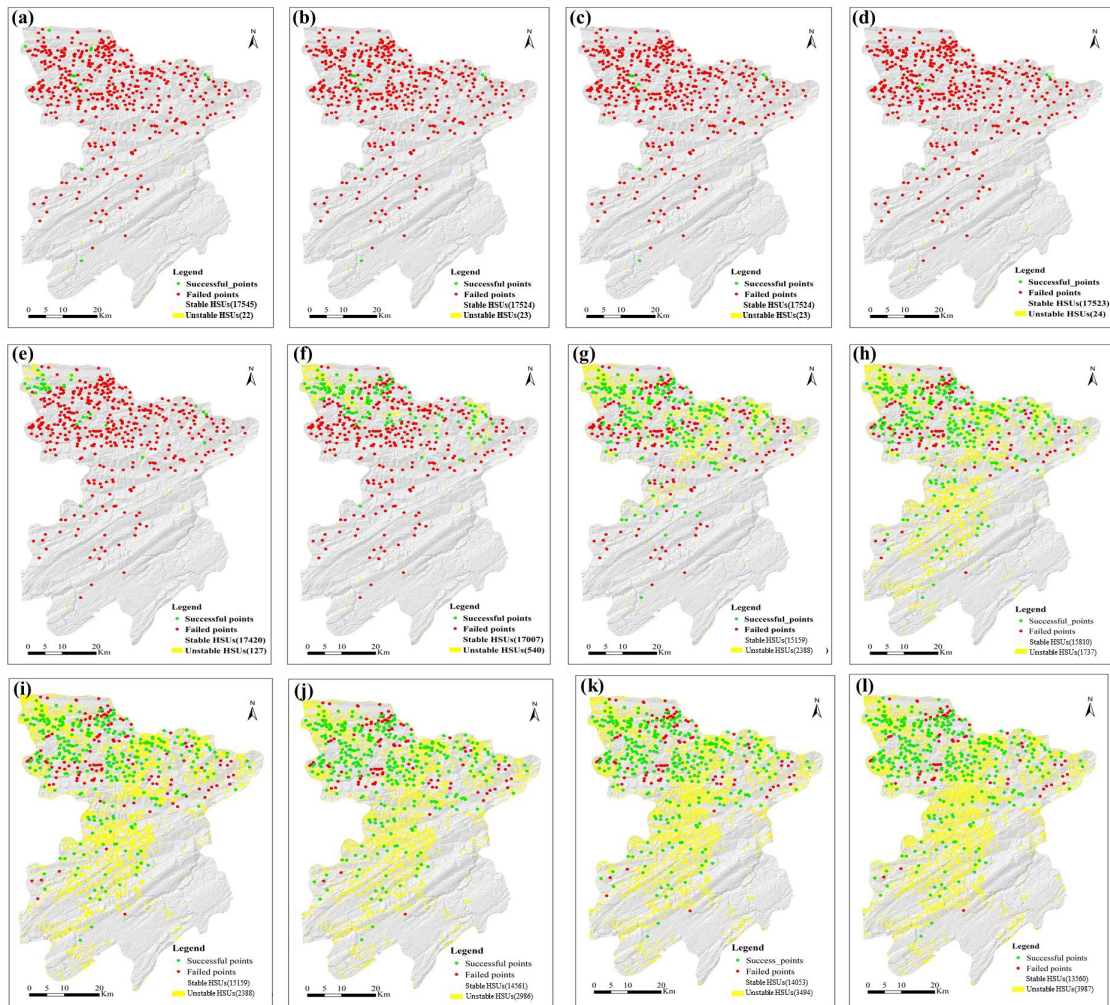 (a)
N
Legend
Successful_points
Failed points
Stable HSUs(17545)
Unstable HSUs(22)
0 5 10 20
Km
(b)
N
Legend
Successful points
Failed points
Stable HSUs(17524)
Unstable HSUs(23)
0 5 10 20
Km
(c)
N
Legend
Successful points
Failed points
Stable HSUs(17524)
Unstable HSUs(23)
0 5 10 20
Km
(d)
N
Legend
Successful_points
Failed points
Stable HSUs(17523)
Unstable HSUs(24)
0 5 10 20
Km
(e)
N
Legend
Successful points
Failed points
Stable HSUs(17420)
Unstable HSUs(127)
0 5 10 20
Km
(f)
N
Legend
Successful points
Failed points
Stable HSUs(17007)
Unstable HSUs(540)
0 5 10 20
Km
(g)
N
Legend
Successful_points
Failed points
Stable HSUs(15159)
Unstable HSUs(2388) )
0 5 10 20
Km
(h)
N
Legend
Successful_points
Failed points
Stable HSUs(15810)
Unstable HSUs(1737)
0 5 10 20
Km
(i)
N
Legend
Successful points
Failed points
Stable HSUs(15159)
Unstable HSUs(2388)
0 5 10 20
Km
(j)
N
Legend
Successful points
Failed points
Stable HSUs(14561)
Unstable HSUs(2986)
0 5 10 20
Km
(k)
N
Legend
Success_points
Failed points
Stable HSUs(14053)
Unstable HSUs(3494)
0 5 10 20
Km
(l)
N
Legend
Successful points
Failed points
Stable HSUs(13560)
Unstable HSUs(3987)
0 5 10 20
Km